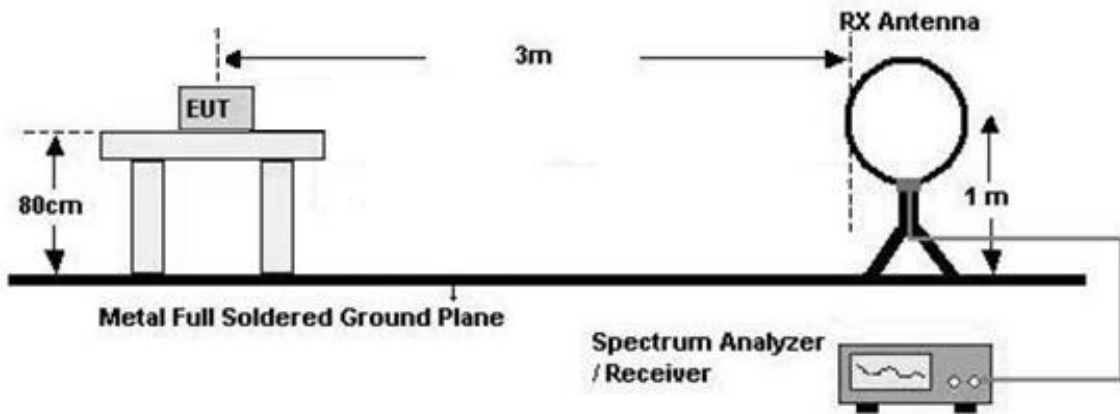 RX Antenna
3m
EUT
80cm
1 m
Metal Full Soldered Ground Plane
Spectrum Analyzer
/ Receiver